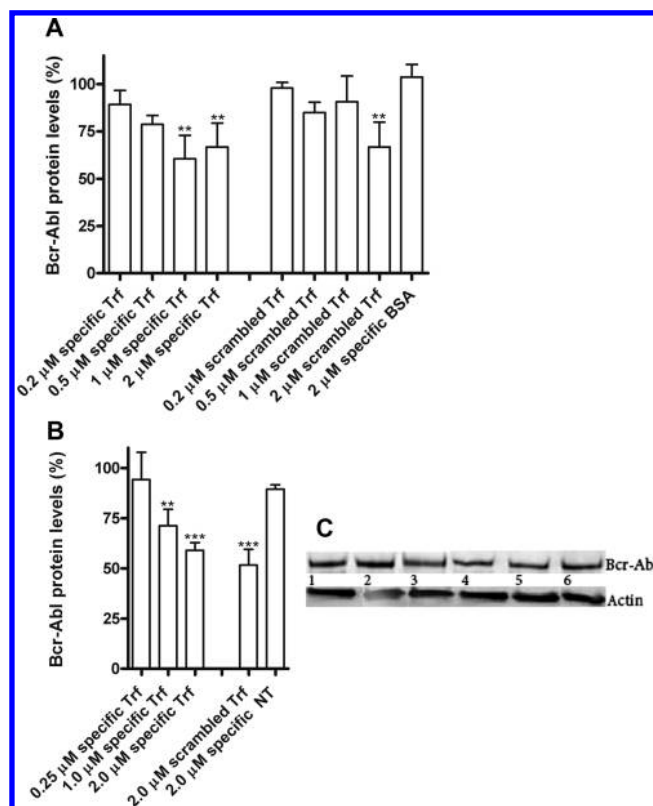 A
Bcr-Abl protein levels (%)
100
75
50
25
0
** ** **
0.2 µM specific Trf
0.5 µM specific Trf
1 µM specific Trf
2 µM specific Trf
0.2 µM scrambled Trf
0.5 µM scrambled Trf
1 µM scrambled Trf
2 µM scrambled Trf
2 µM specific BSA
B
Bcr-Abl protein levels (%)
100
75
50
25
0
** *** ***
0.25 µM specific Trf
1.0 µM specific Trf
2.0 µM specific Trf
2.0 µM scrambled Trf
2.0 µM specific NT
C
Bcr-Abl
1 2 3 4 5 6
Actin